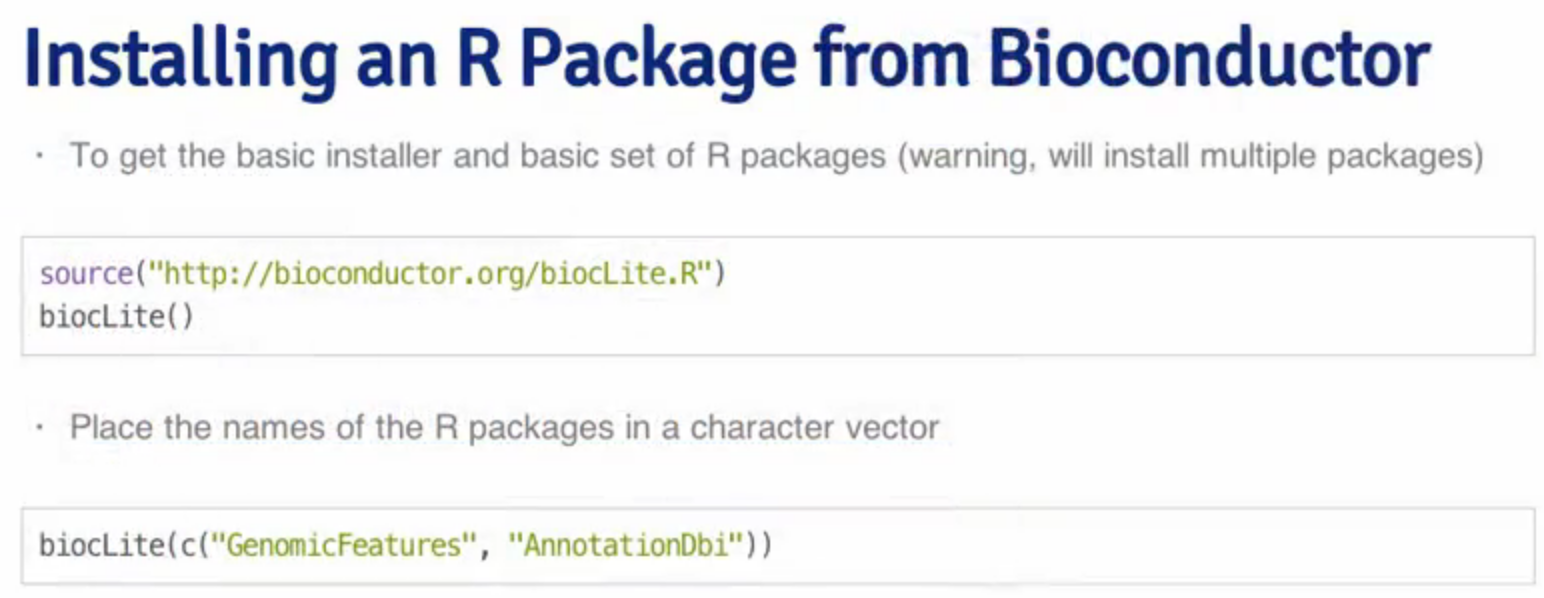 Installing an R Package from Bioconductor
· To get the basic installer and basic set of R packages (warning, will install multiple packages)
source("http://bioconductor.org/biocLite.R")
biocLite()
· Place the names of the R packages in a character vector
biocLite(c("GenomicFeatures", "AnnotationDbi"))